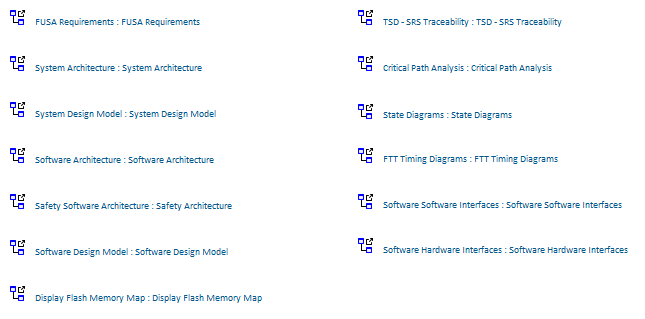 FUSA Requirements : FUSA Requirements
System Architecture : System Architecture
System Design Model : System Design Model
Software Architecture : Software Architecture
Safety Software Architecture : Safety Architecture
Software Design Model : Software Design Model
Display Flash Memory Map : Display Flash Memory Map
TSD - SRS Traceability : TSD - SRS Traceability
Critical Path Analysis : Critical Path Analysis
State Diagrams : State Diagrams
FTT Timing Diagrams : FTT Timing Diagrams
Software Software Interfaces : Software Software Interfaces
Software Hardware Interfaces : Software Hardware Interfaces